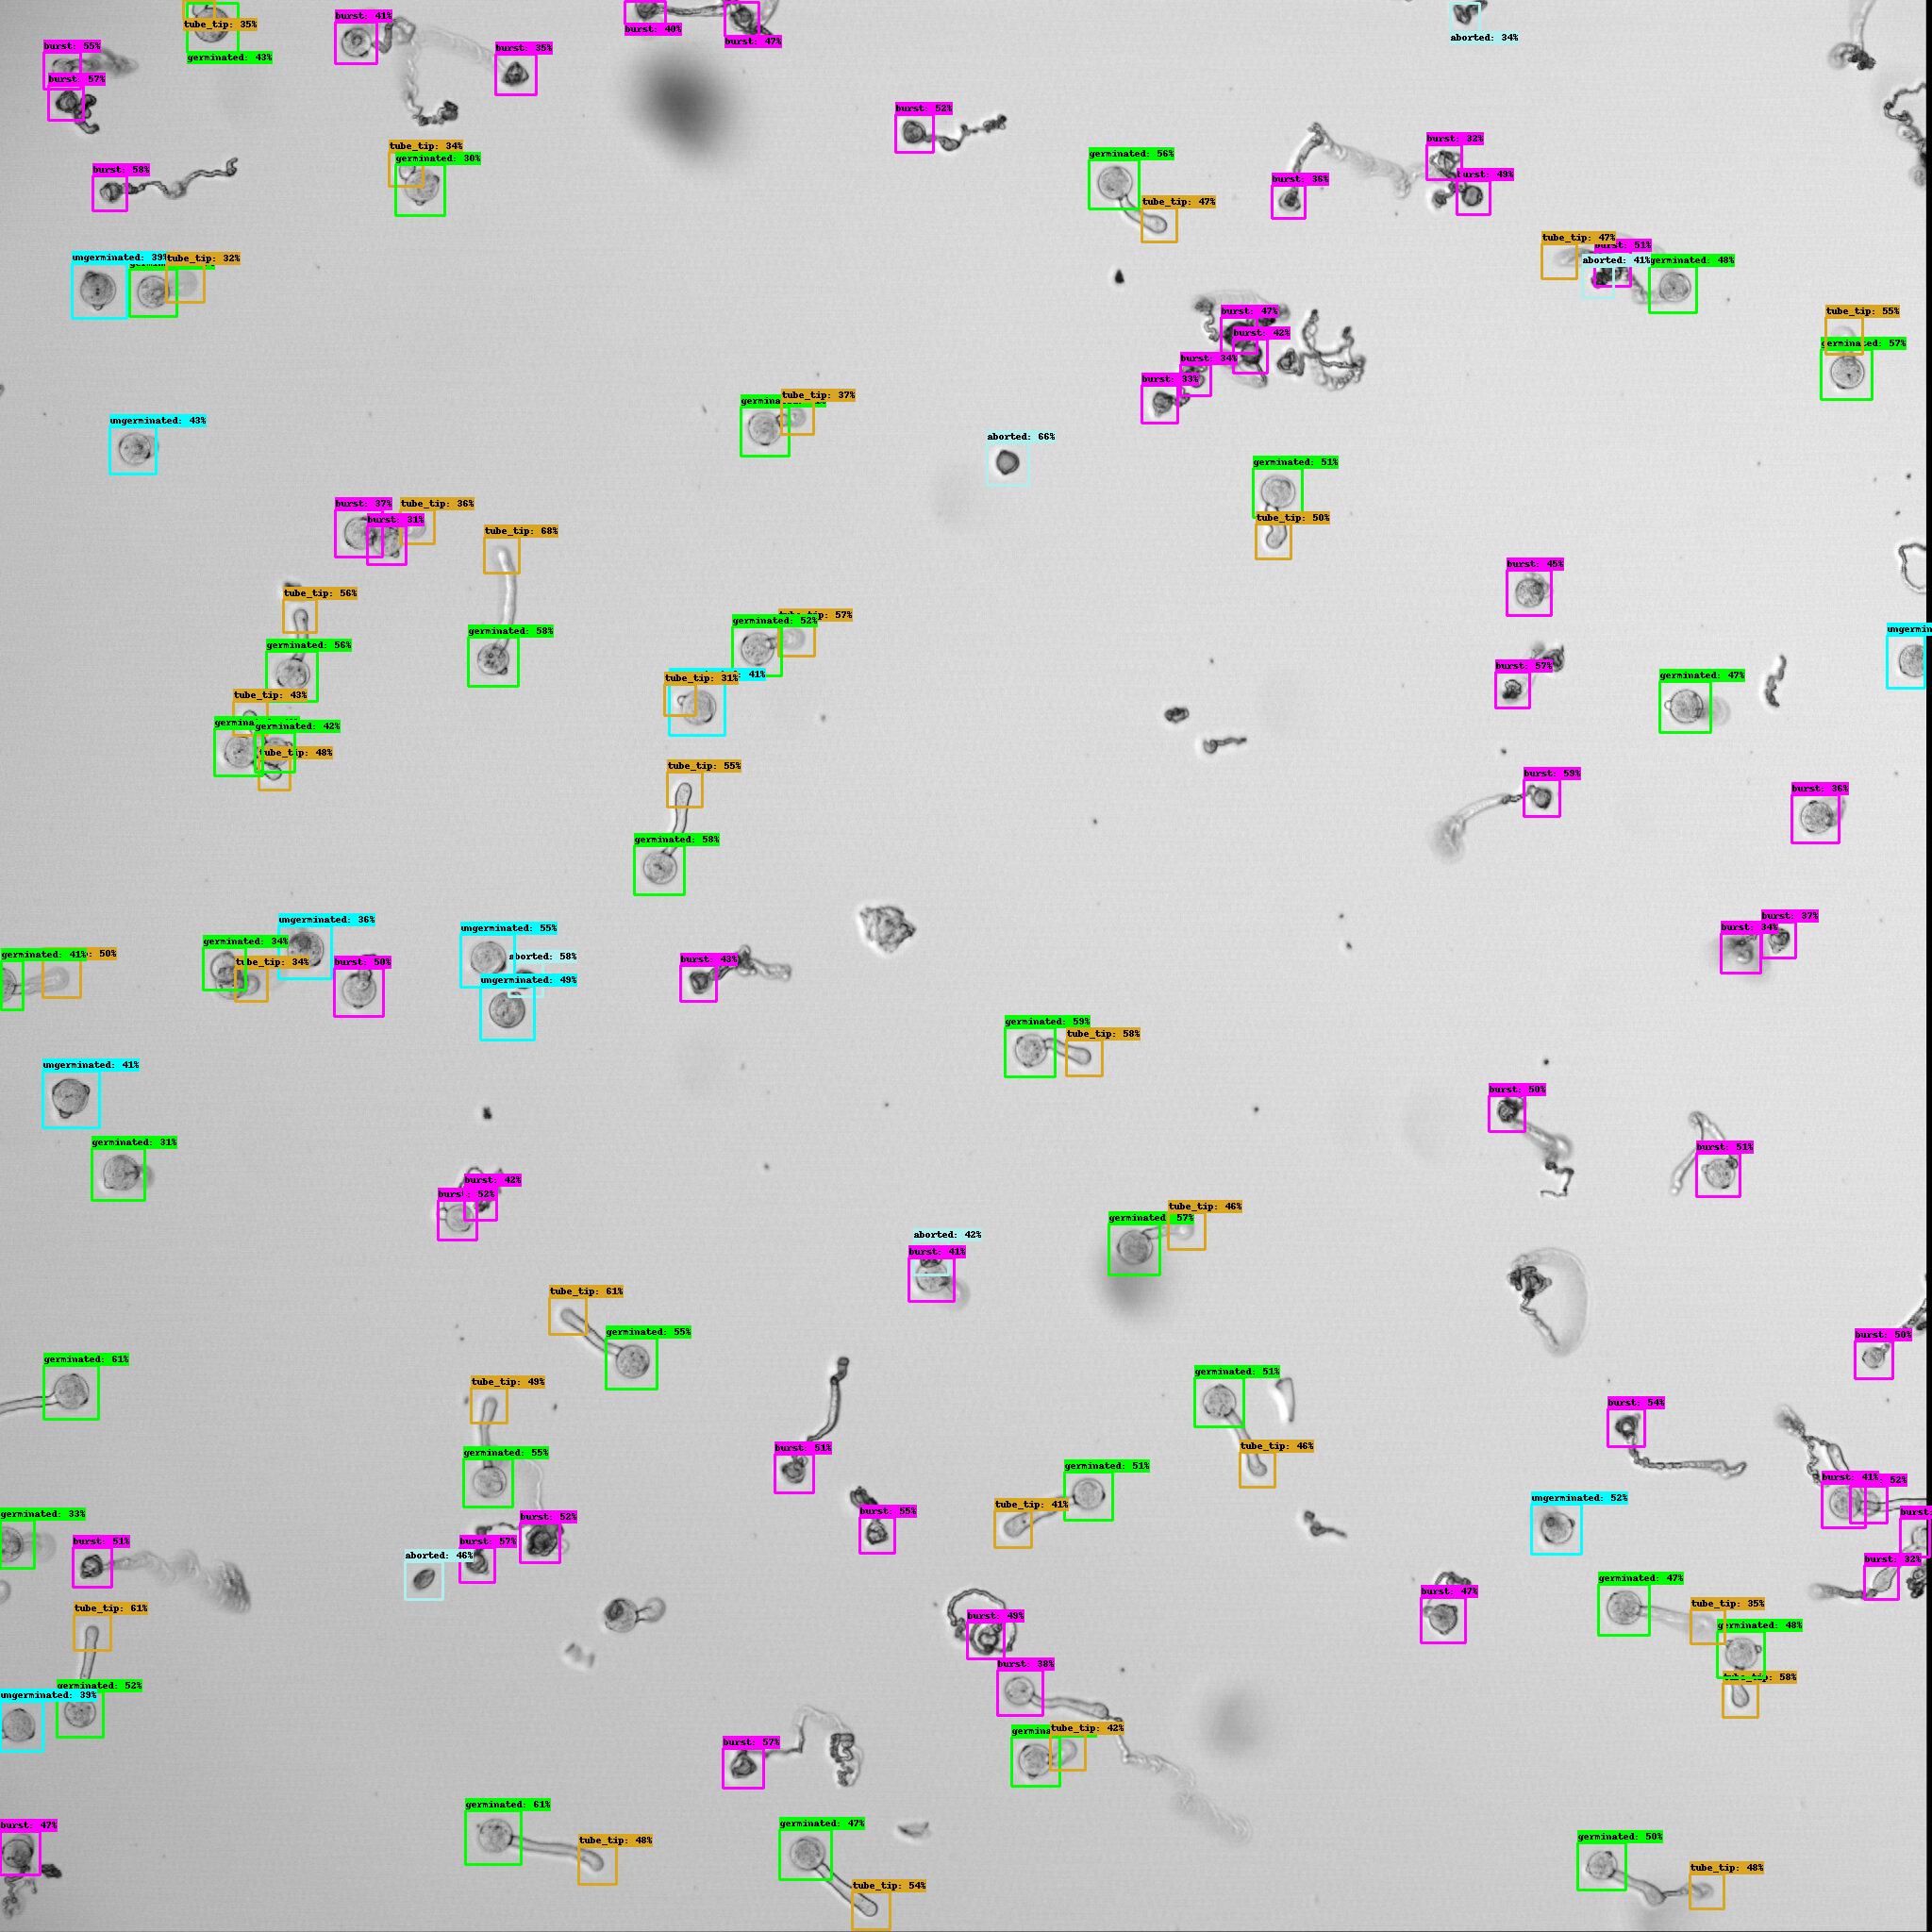 tube_tip: 35%
germinated: 43%
burst: 41%
burst: 40%
burst: 47%
aborted: 34%
burst: 55%
burst: 35%
burst: 57%
burst: 52%
tube_tip: 34%
germinated: 30%
burst: 58%
germinated: 56%
tube_tip: 47%
burst: 32%
burst: 36%
burst: 49%
ungerminated: 39%
tube_tip: 32%
tube_tip: 47%
burst: 51%
aborted: 41%
germinated: 48%
tube_tip: 55%
germinated: 57%
burst: 47%
burst: 42%
burst: 34%
burst: 33%
tube_tip: 37%
ungerminated: 43%
aborted: 66%
germinated: 51%
tube_tip: 50%
burst: 37%
burst: 31%
tube_tip: 36%
tube_tip: 68%
burst: 45%
tube_tip: 56%
germinated: 58%
57%
germinated: 52%
germinated: 56%
burst: 57%
germinated: 47%
tube_tip: 31%
41%
tube_tip: 43%
germinated: 42%
tube_tip: 48%
tube_tip: 55%
germinated: 58%
burst: 59%
burst: 36%
ungerminated: 36%
ungerminated: 55%
germinated: 41%
50%
germinated: 34%
tube_tip: 34%
burst: 50%
aborted: 58%
ungerminated: 49%
burst: 43%
burst: 37%
burst: 34%
germinated: 59%
tube_tip: 58%
ungerminated: 41%
burst: 50%
germinated: 31%
burst: 51%
burst: 42%
burst: 52%
tube_tip: 46%
germinated: 57%
aborted: 42%
burst: 41%
tube_tip: 61%
germinated: 55%
burst: 50%
germinated: 61%
germinated: 51%
tube_tip: 49%
burst: 54%
germinated: 55%
burst: 51%
tube_tip: 46%
germinated: 51%
burst: 41%
52%
ungerminated: 52%
tube_tip: 41%
germinated: 33%
burst: 55%
burst: 52%
burst:
burst: 51%
burst: 57%
aborted: 46%
burst: 32%
germinated: 47%
burst: 47%
tube_tip: 61%
burst: 49%
tube_tip: 35%
germinated: 48%
burst: 38%
tube_tip: 58%
germinated: 52%
ungerminated: 39%
tube_tip: 42%
burst: 57%
germinated: 61%
tube_tip: 48%
germinated: 47%
burst: 47%
germinated: 50%
tube_tip: 48%
tube_tip: 54%